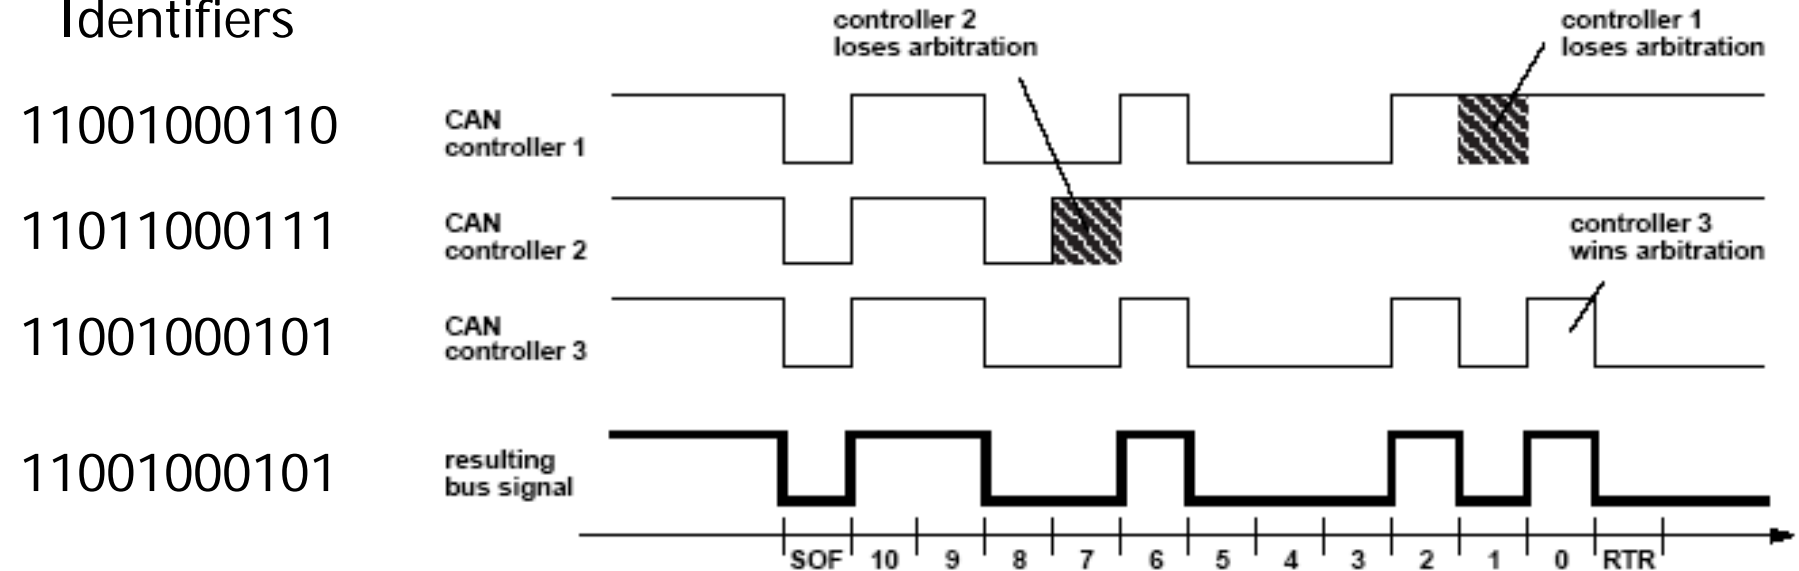 Identifiers
controller 2
loses arbitration
controller 1
loses arbitration
11001000110
CAN
controller 1
11011000111
CAN
controller 2
controller 3
wins arbitration
11001000101
CAN
controller 3
11001000101
resulting
bus signal
SOF 10 9 8 7 6 5 4 3 2 1 0 RTR